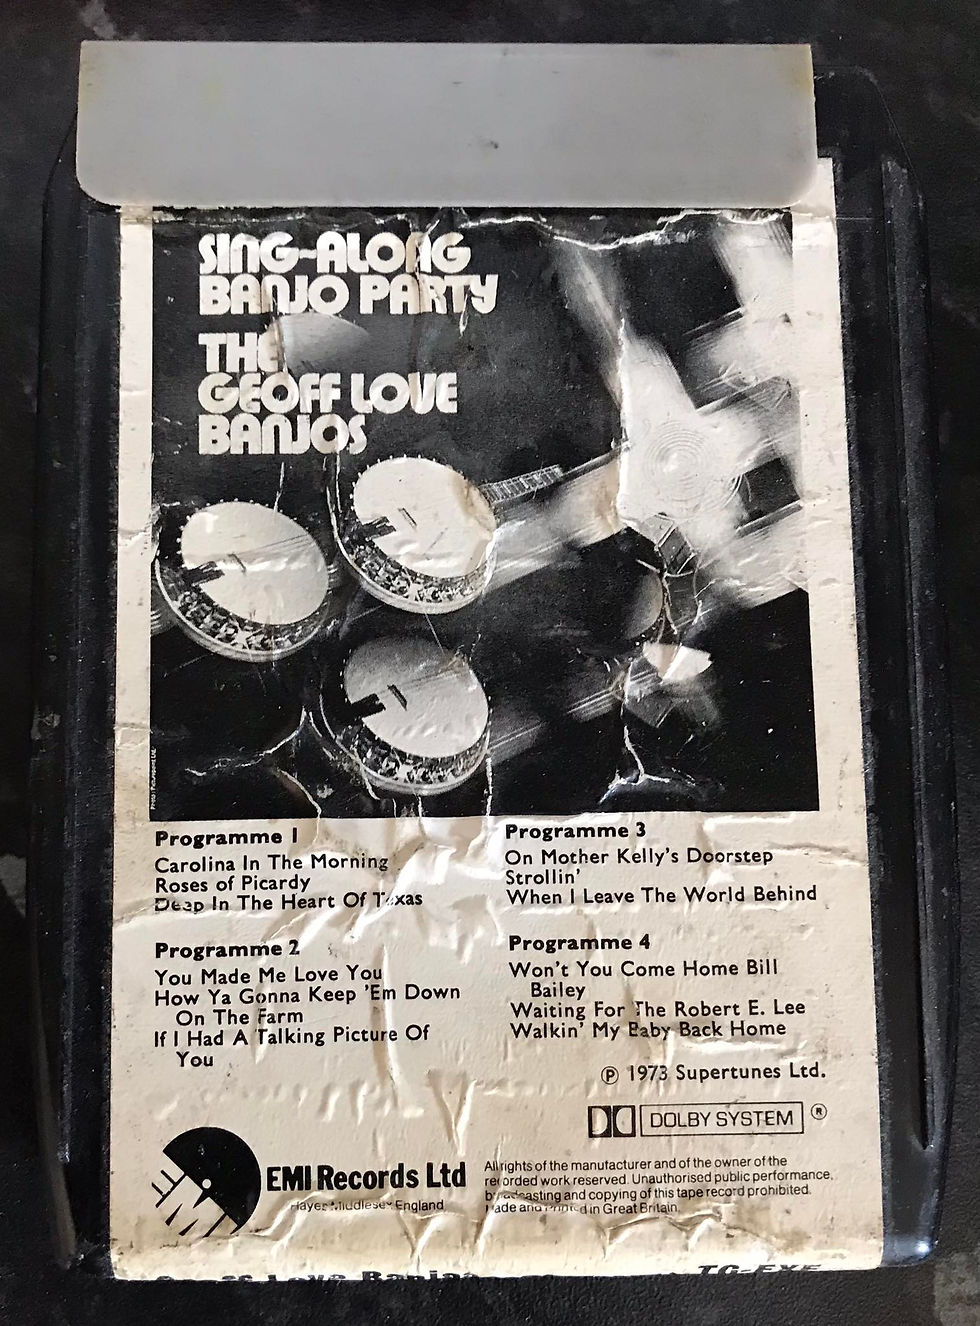 SING-ALONG
BANJO PARTY
THE
GEOFF LOVE
BANJOS
Programme 1
Carolina In The Morning
Roses of Picardy
Deep In The Heart Of Texas
Programme 2
You Made Me Love You
How Ya Gonna Keep 'Em Down
On The Farm
If I Had A Talking Picture Of
You
Programme 3
On Mother Kelly's Doorstep
Strollin'
When I Leave The World Behind
Programme 4
Won't You Come Home Bill
Bailey
Waiting For The Robert E. Lee
Walkin' My Baby Back Home
℗ 1973 Supertunes Ltd.
DOLBY SYSTEM ®
EMI Records Ltd
Hayes Middlesex England
All rights of the manufacturer and of the owner of the
recorded work reserved. Unauthorised public performance,
broadcasting and copying of this tape record prohibited.
Made and Printed in Great Britain.
Love Banjos